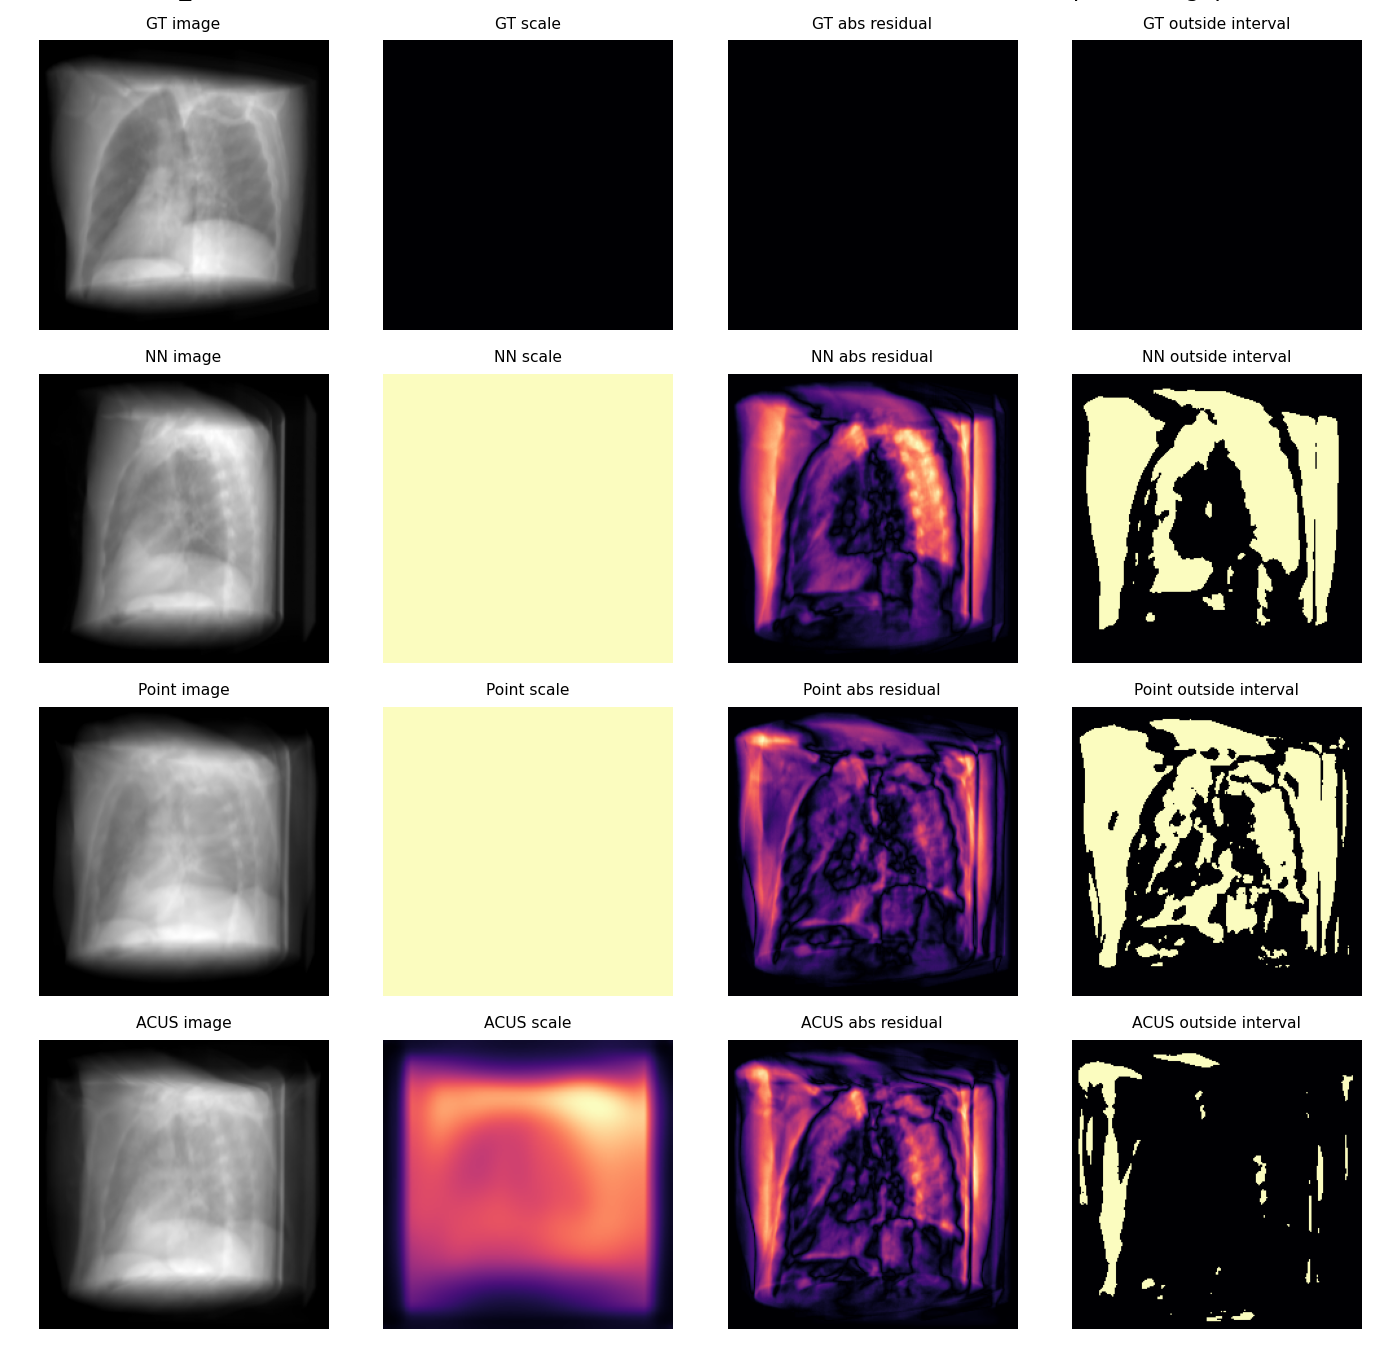 GT image GT scale GT abs residual GT outside interval
NN image NN scale NN abs residual NN outside interval
Point image Point scale Point abs residual Point outside interval
ACUS image ACUS scale ACUS abs residual ACUS outside interval